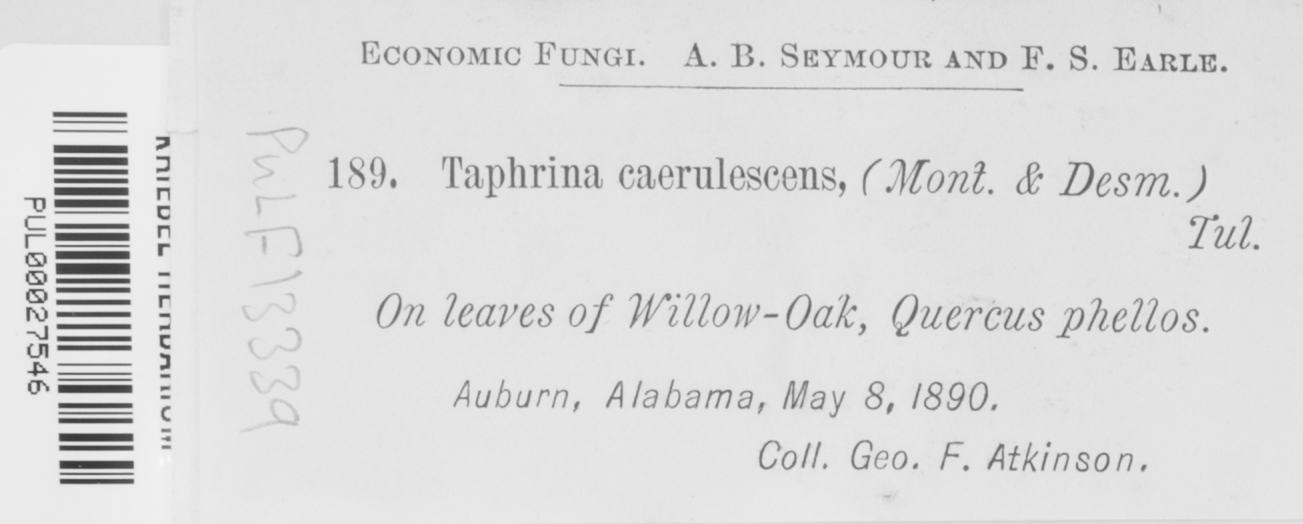 ECONOMIC FUNGI. A. B. SEYMOUR AND F. S. EARLE.
189. Taphrina caerulescens, (Mont. & Desm.)
Tul.
On leaves of Willow-Oak, Quercus phellos.
Auburn, Alabama, May 8, 1890.
Coll. Geo. F. Atkinson.
PUL F13339
PUL00027546